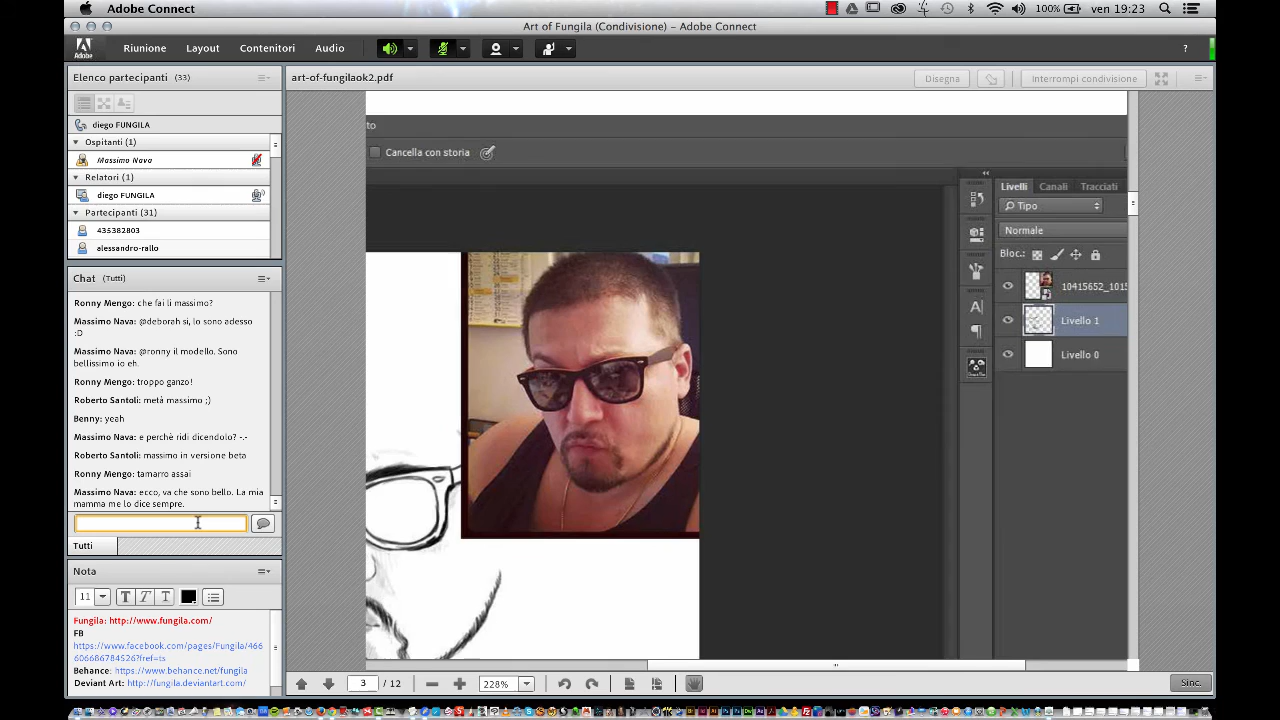 Adobe Connect
100%
ven 19:23
Art of Fungila (Condivisione) - Adobe Connect
Adobe
Riunione
Layout
Contenitori
Audio
?
Elenco partecipanti (33)
art-of-fungilaok2.pdf
Disegna
Interrompi condivisione
diego FUNGILA
Ospitanti (1)
Massimo Nava
Relatori (1)
diego FUNGILA
Partecipanti (31)
435382803
alessandro-rallo
Chat (Tutti)
Ronny Mengo: che fai li massimo?
Massimo Nava: @deborah si, lo sono adesso
:D
Massimo Nava: @ronny il modello. Sono
bellissimo io eh.
Ronny Mengo: troppo ganzo!
Roberto Santoli: metá massimo ;)
Benny: yeah
Massimo Nava: e perchè ridi dicendolo? -.-
Roberto Santoli: massimo in versione beta
Ronny Mengo: tamarro assai
Massimo Nava: ecco, va che sono bello. La mia
mamma me lo dice sempre.
Tutti
Nota
11
T T T
Fungila: http://www.fungila.com/
FB
https://www.facebook.com/pages/Fungila/466
606686784526?fref=ts
Behance: https://www.behance.net/fungila
Deviant Art: http://fungila.deviantart.com/
to
Cancella con storia
Livelli
Canali
Tracciati
Tipo
Normale
Bloc.:
10415652_1015
Livello 1
Livello 0
A
3 / 12
228%
Sinc.